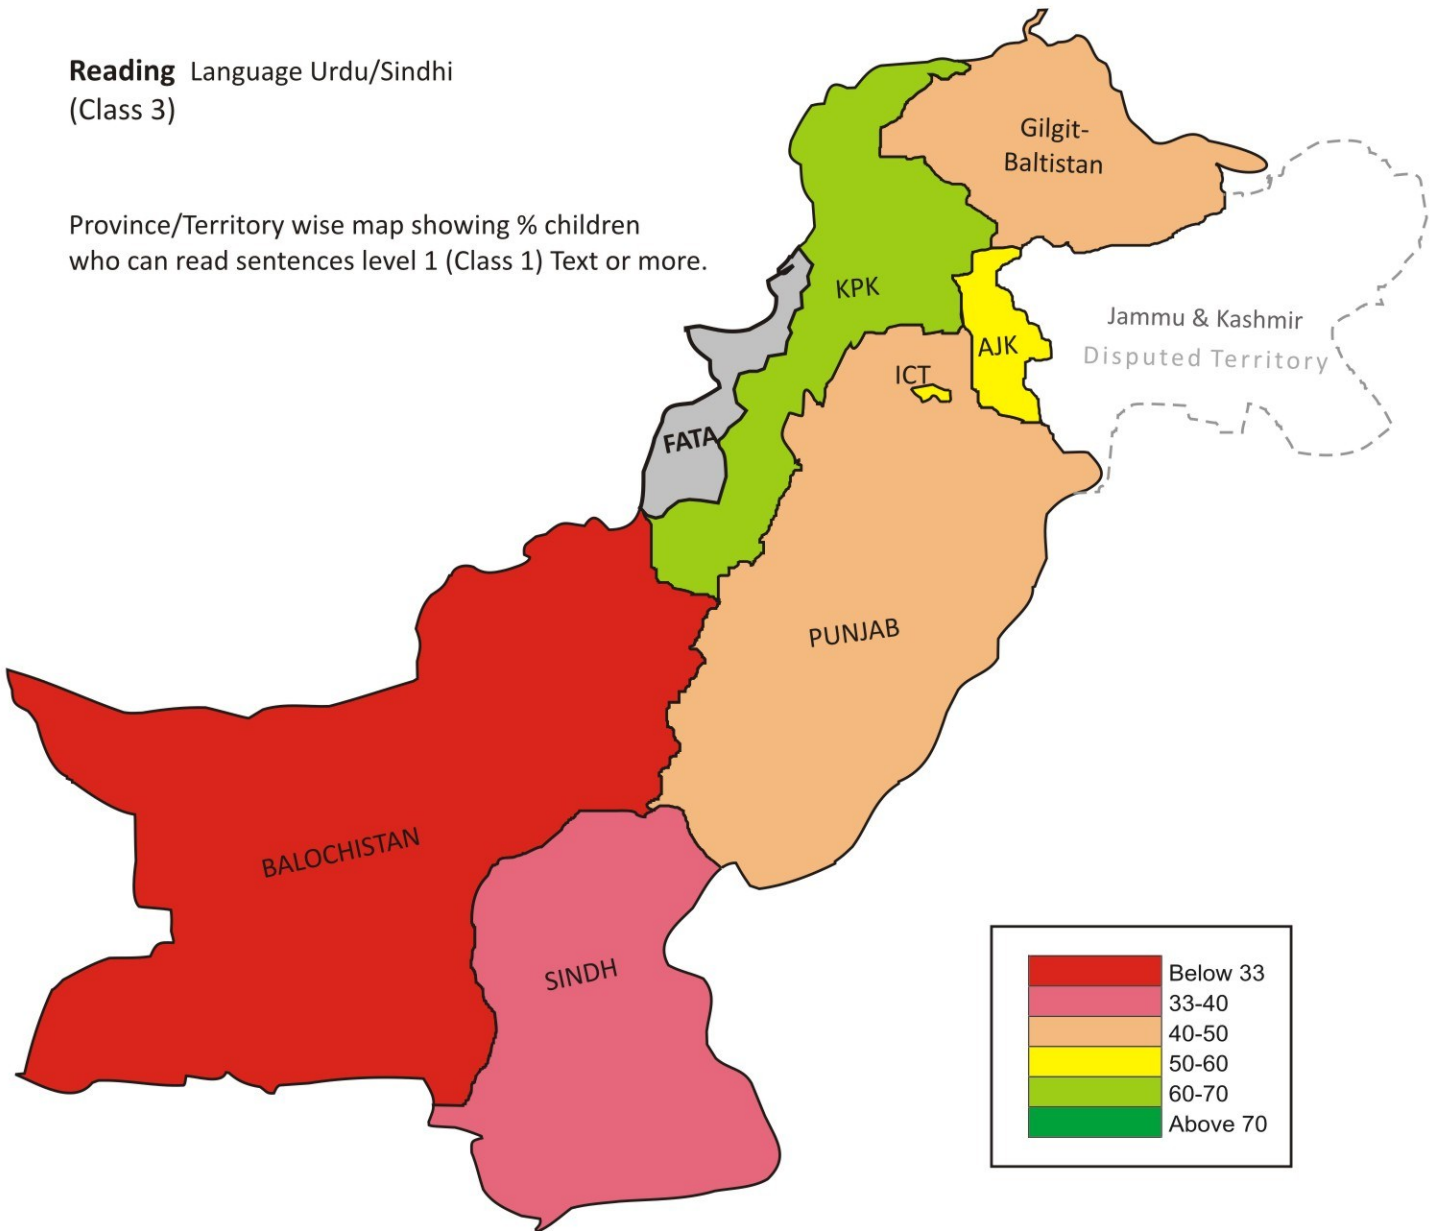 Reading Language Urdu/Sindhi
(Class 3)
Province/Territory wise map showing % children
who can read sentences level 1 (Class 1) Text or more.
Gilgit-
Baltistan
KPK
Jammu & Kashmir
Disputed Territory
AJK
ICT
FATA
PUNJAB
BALOCHISTAN
SINDH
Below 33
33-40
40-50
50-60
60-70
Above 70